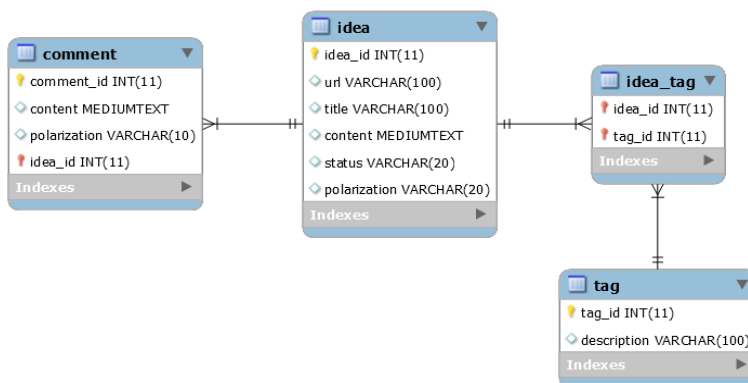 comment
comment_id INT(11)
content MEDIUMTEXT
polarization VARCHAR(10)
idea_id INT(11)
Indexes
idea
idea_id INT(11)
url VARCHAR(100)
title VARCHAR(100)
content MEDIUMTEXT
status VARCHAR(20)
polarization VARCHAR(20)
Indexes
idea_tag
idea_id INT(11)
tag_id INT(11)
Indexes
tag
tag_id INT(11)
description VARCHAR(100)
Indexes